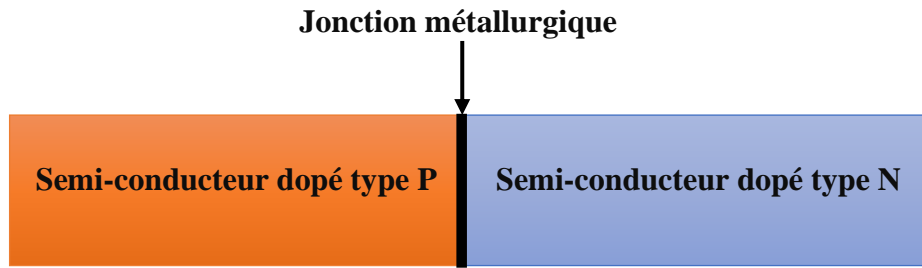 Jonction métallurgique
Semi-conducteur dopé type P
Semi-conducteur dopé type N